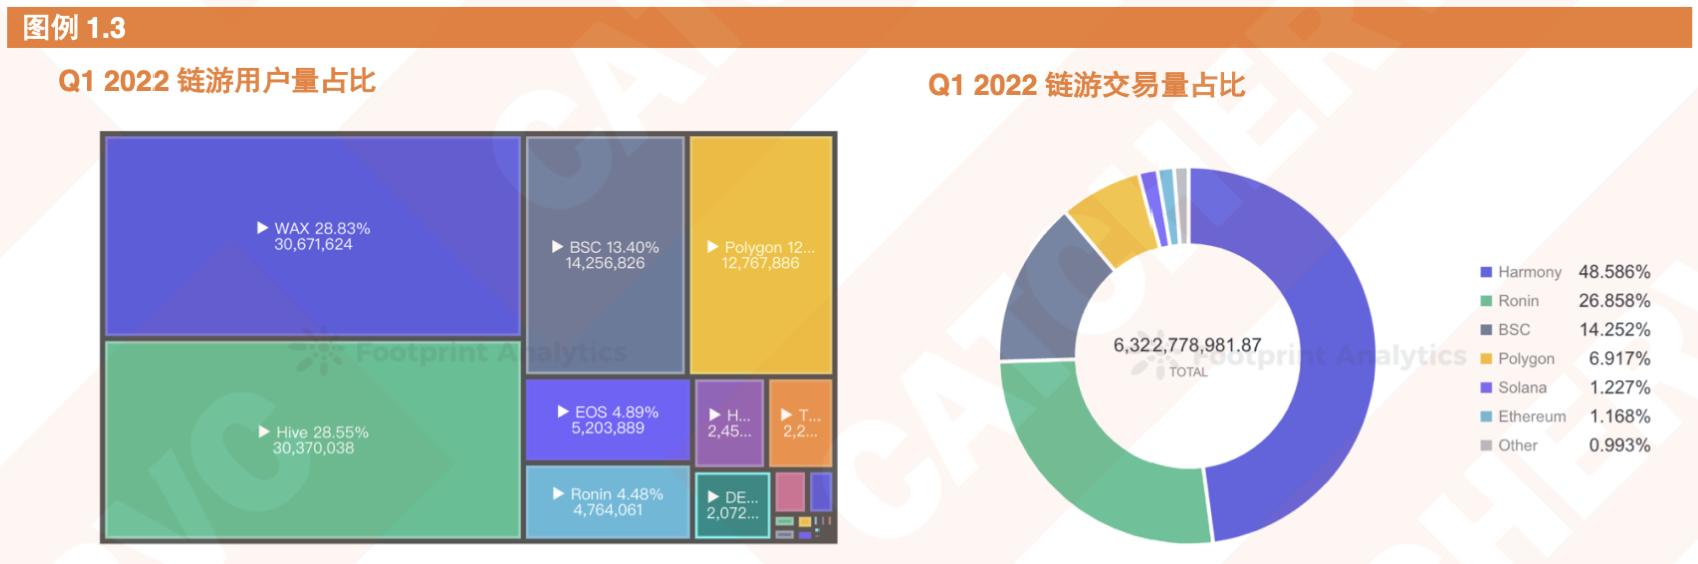 图例 1.3
Q1 2022 链游用户量占比
WAX 28.83%
30,671,624
Hive 28.55%
30,370,038
BSC 13.40%
14,256,826
Polygon 12...
12,767,886
EOS 4.89%
5,203,889
Ronin 4.48%
4,764,061
H...
2,45...
T...
2,2...
DE...
2,072...
Footprint Analytics
Q1 2022 链游交易量占比
6,322,778,981.87
TOTAL
Footprint Analytics
Harmony 48.586%
Ronin 26.858%
BSC 14.252%
Polygon 6.917%
Solana 1.227%
Ethereum 1.168%
Other 0.993%